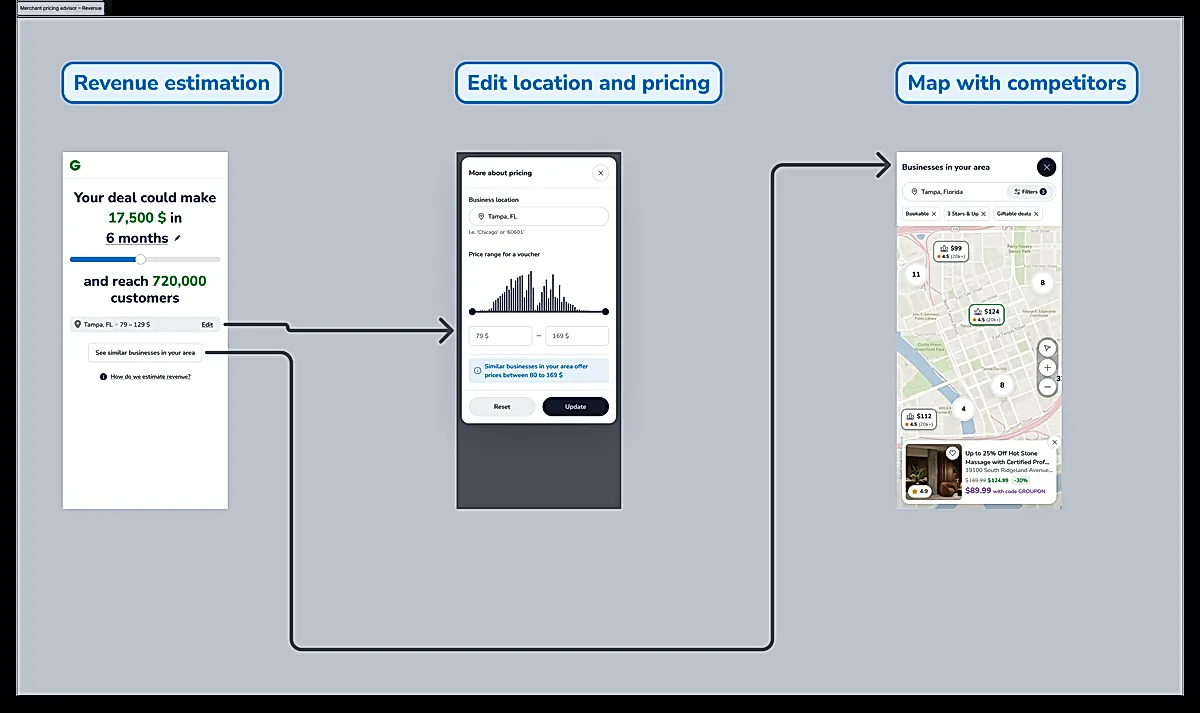 Merchant pricing advisor – Revenue
Revenue estimation
Edit location and pricing
Map with competitors
G
Your deal could make
17,500 $ in
6 months
and reach 720,000
customers
Tampa, FL · 79 – 129 $ Edit
See similar businesses in your area
How do we estimate revenue?
More about pricing
Business location
Tampa, FL
i.e. 'Chicago' or '60601'
Price range for a voucher
79 $ – 169 $
Similar businesses in your area offer
prices between 80 to 169 $
Reset Update
Businesses in your area
Tampa, Florida Filters 3
Bookable 3 Stars & Up Giftable deals
$99
4.5 (20k+)
11
8
$124
4.5 (20k+)
8
3
4
$112
4.5 (20k+)
4.9
Up to 25% Off Hot Stone
Massage with Certified Prof...
19100 South Ridgeland Avenue...
$169.99 $124.99 -30%
$89.99 with code GROUPON